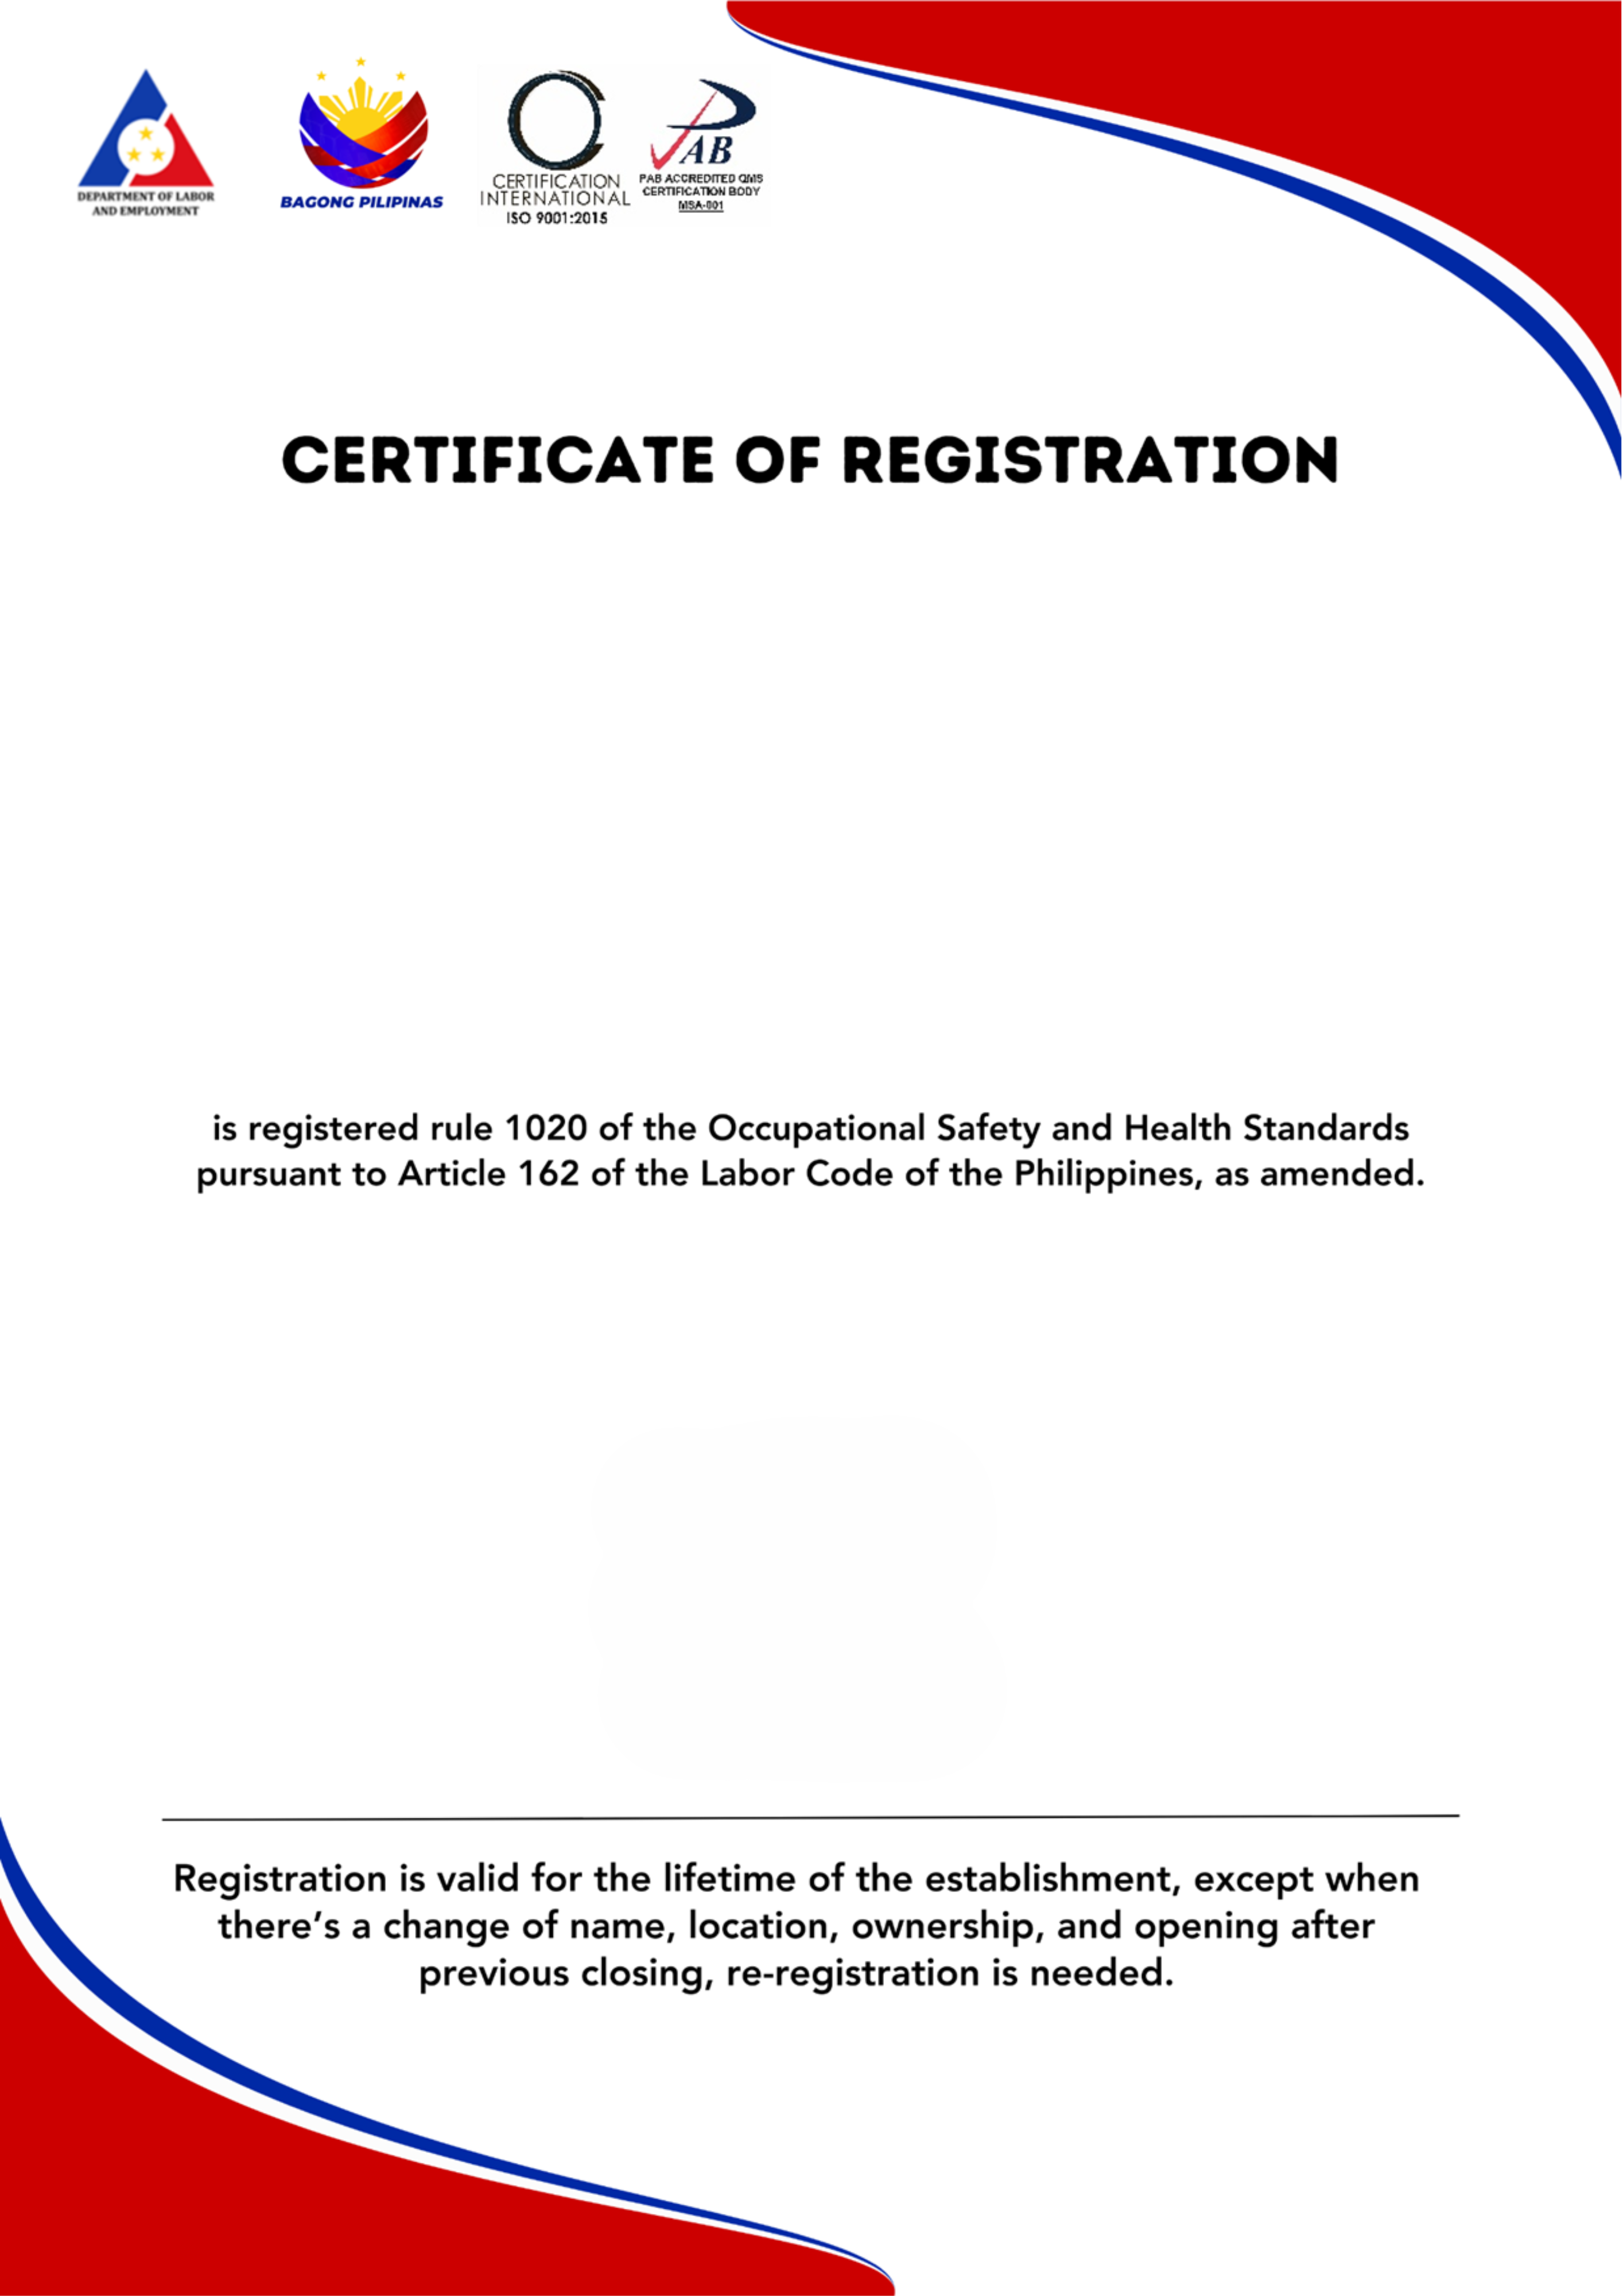 DEPARTMENT OF LABOR
AND EMPLOYMENT
BAGONG PILIPINAS
CERTIFICATION
INTERNATIONAL
ISO 9001:2015
AB
PAB ACCREDITED QMS
CERTIFICATION BODY
MSA-001
CERTIFICATE OF REGISTRATION
is registered rule 1020 of the Occupational Safety and Health Standards
pursuant to Article 162 of the Labor Code of the Philippines, as amended.
Registration is valid for the lifetime of the establishment, except when
there's a change of name, location, ownership, and opening after
previous closing, re-registration is needed.